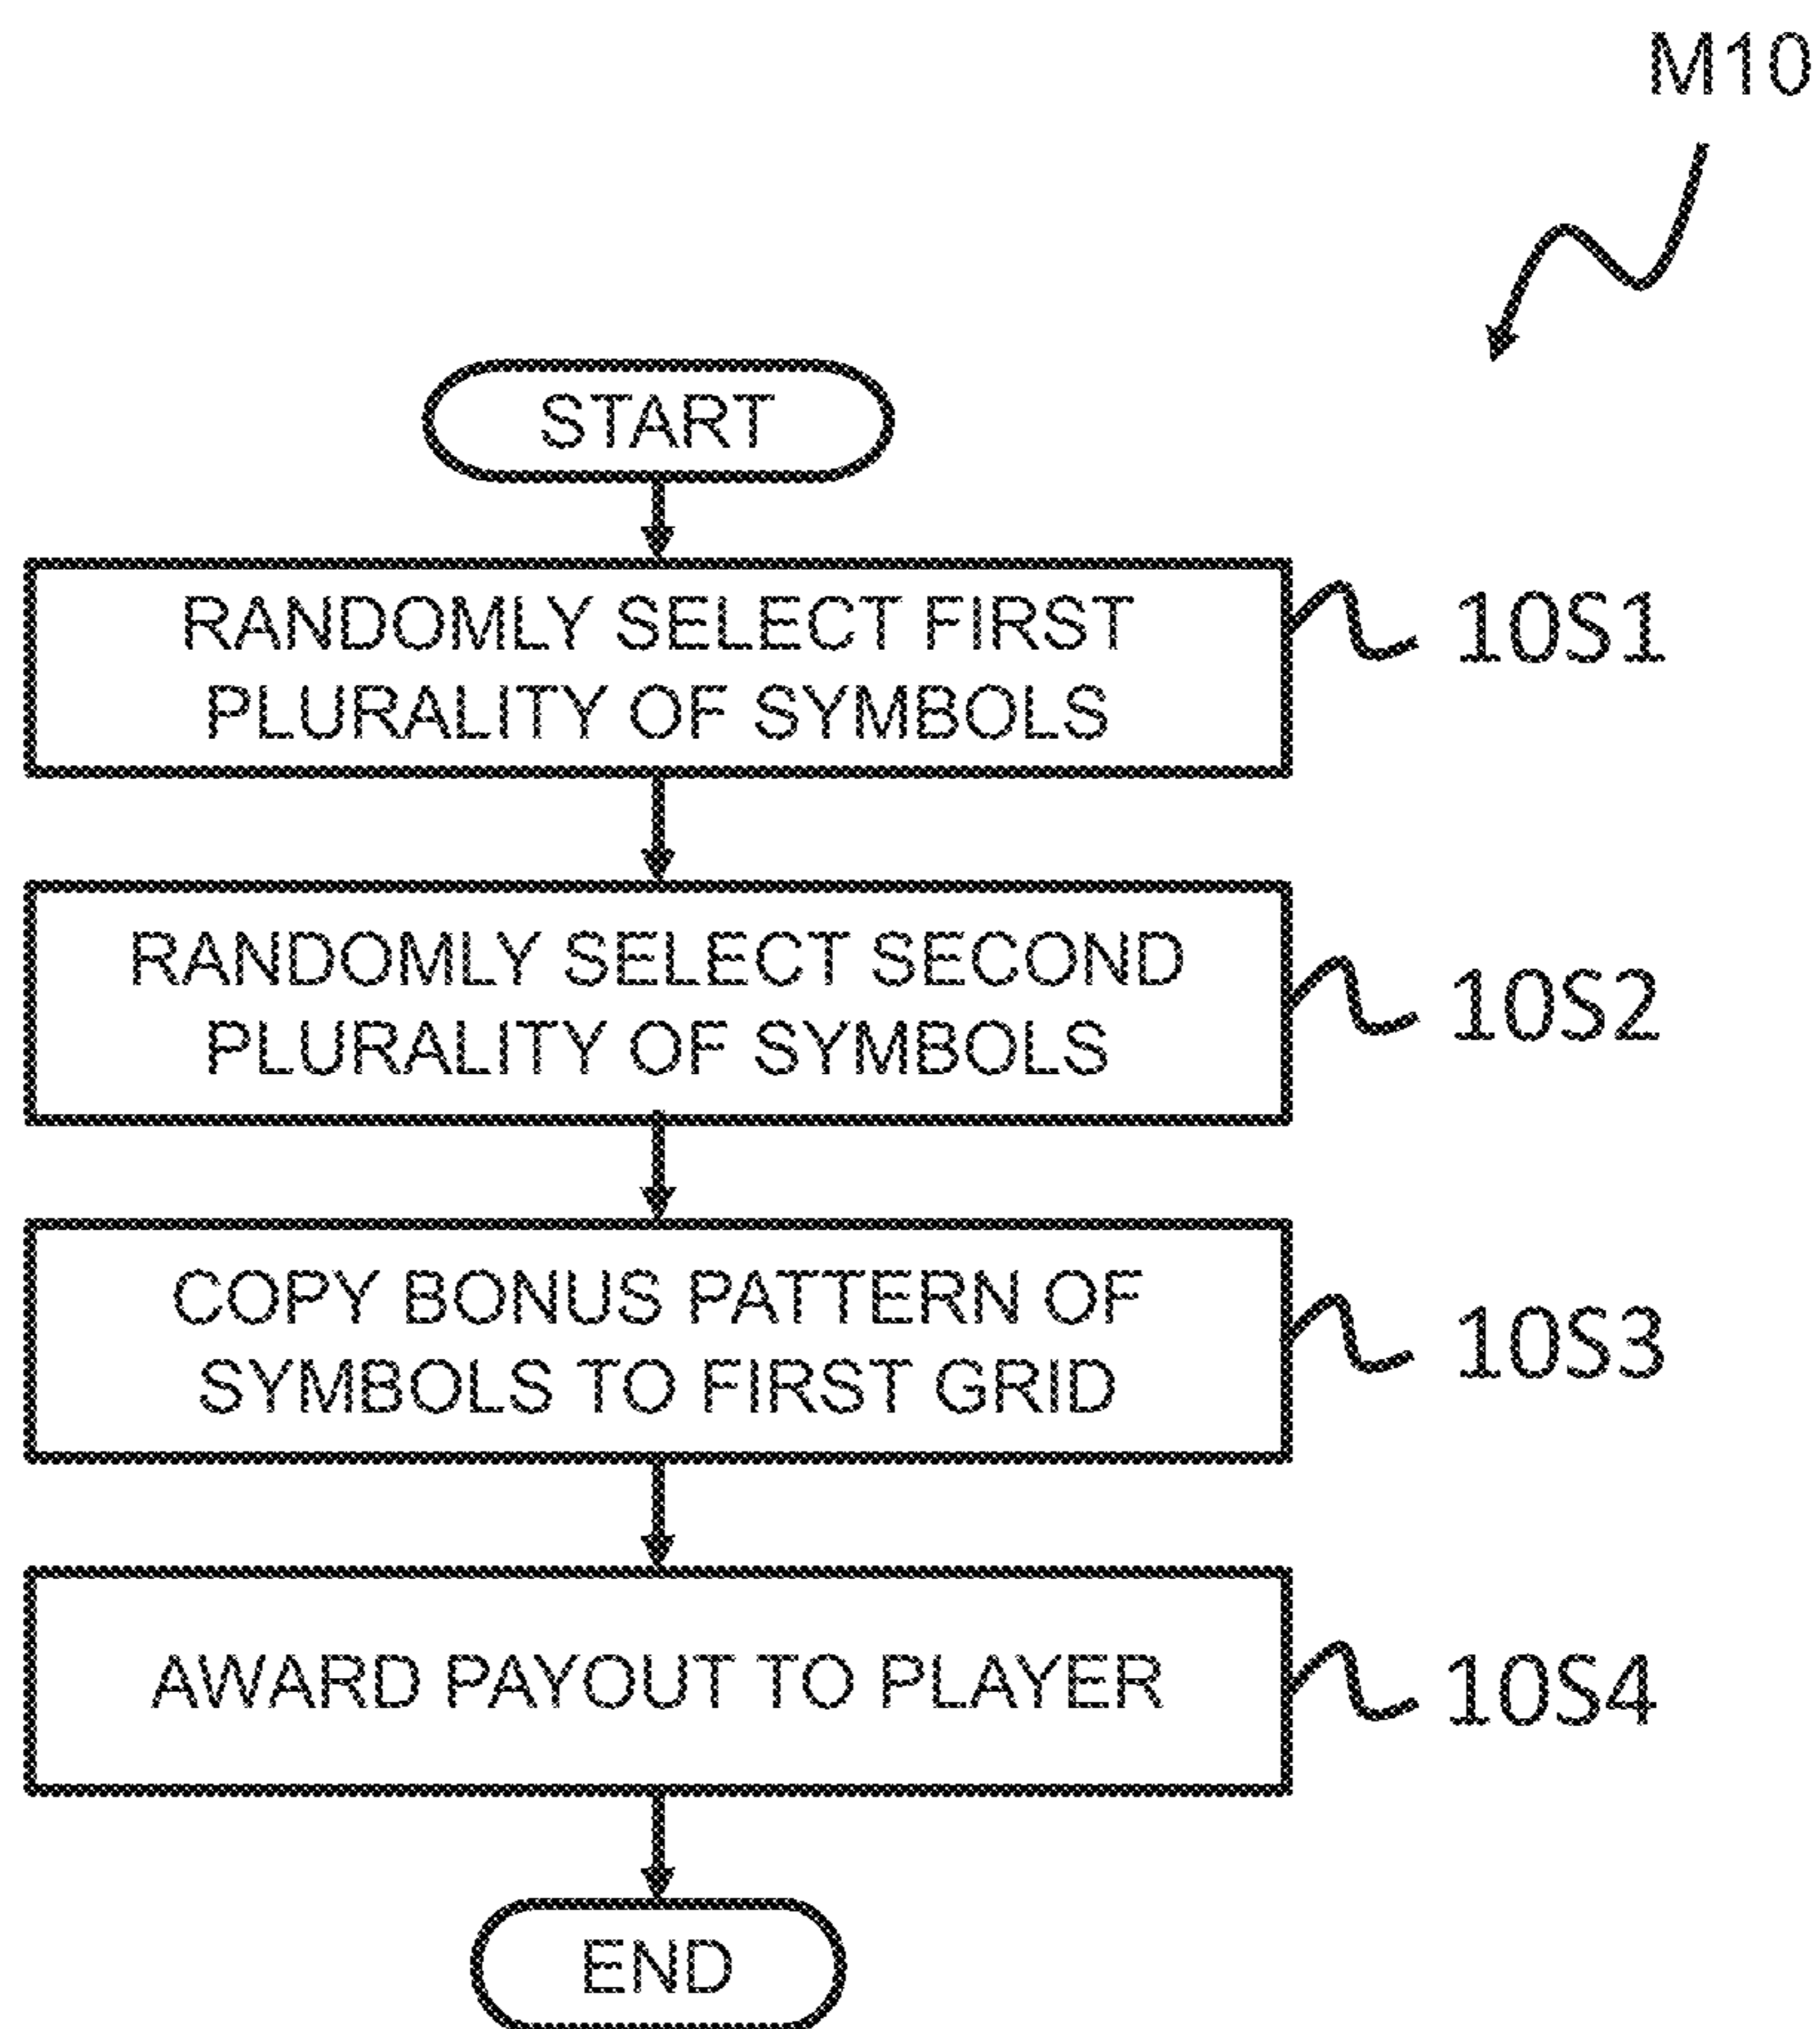 M10
START
RANDOMLY SELECT FIRST
PLURALITY OF SYMBOLS
10S1
RANDOMLY SELECT SECOND
PLURALITY OF SYMBOLS
10S2
COPY BONUS PATTERN OF
SYMBOLS TO FIRST GRID
10S3
AWARD PAYOUT TO PLAYER
10S4
END